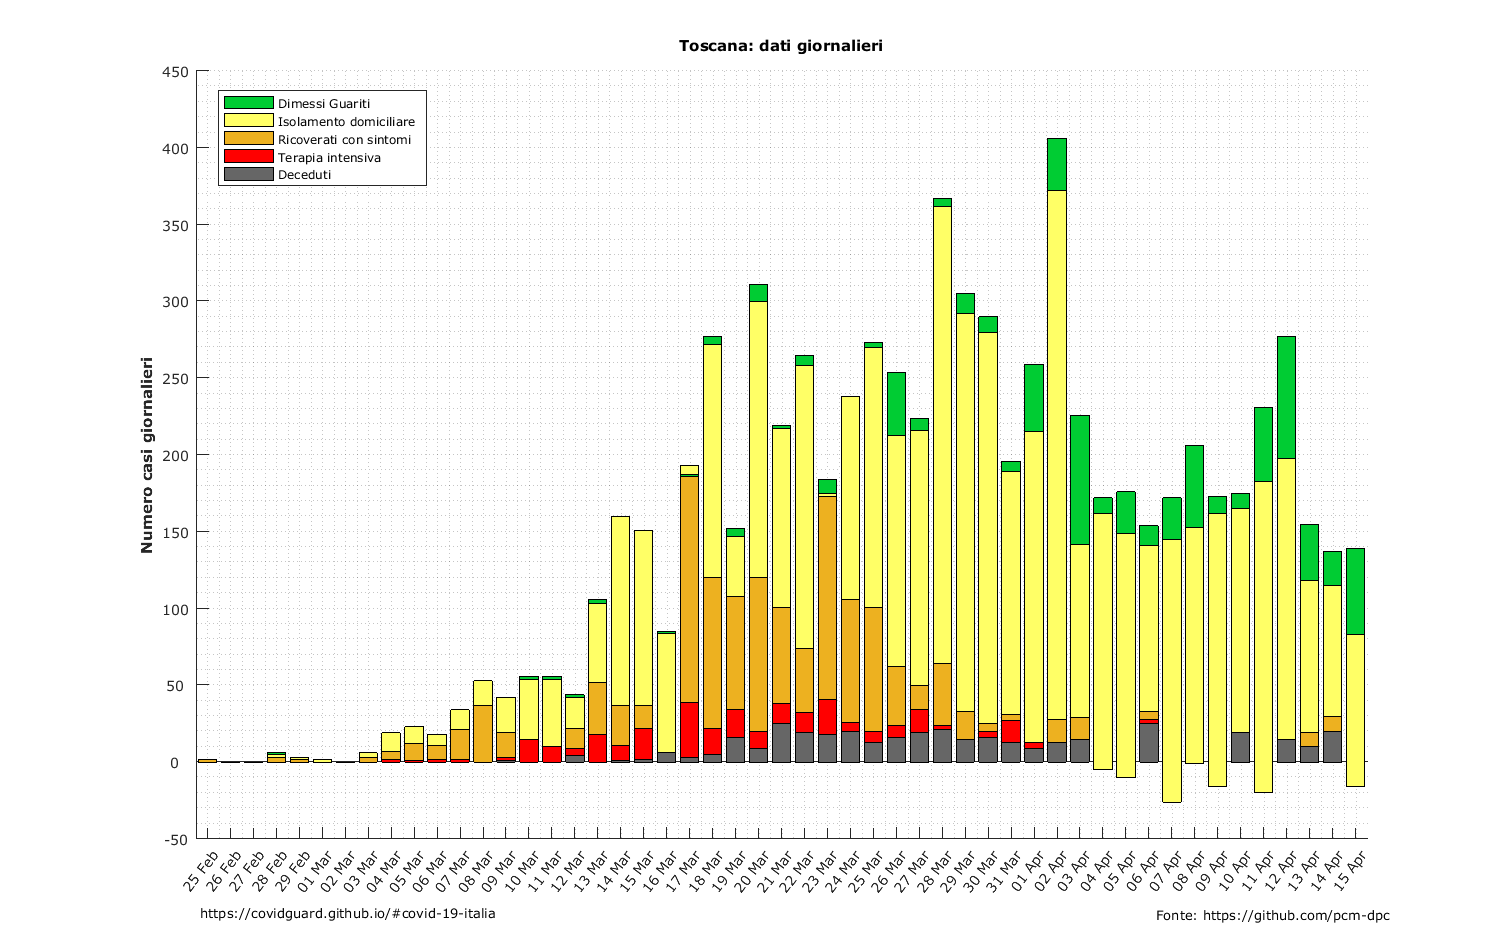 Toscana: dati giornalieri
Numero casi giornalieri
450
400
350
300
250
200
150
100
50
0
-50
Dimessi Guariti
Isolamento domiciliare
Ricoverati con sintomi
Terapia intensiva
Deceduti
25 Feb
26 Feb
27 Feb
28 Feb
29 Feb
01 Mar
02 Mar
03 Mar
04 Mar
05 Mar
06 Mar
07 Mar
08 Mar
09 Mar
10 Mar
11 Mar
12 Mar
13 Mar
14 Mar
15 Mar
16 Mar
17 Mar
18 Mar
19 Mar
20 Mar
21 Mar
22 Mar
23 Mar
24 Mar
25 Mar
26 Mar
27 Mar
28 Mar
29 Mar
30 Mar
31 Mar
01 Apr
02 Apr
03 Apr
04 Apr
05 Apr
06 Apr
07 Apr
08 Apr
09 Apr
10 Apr
11 Apr
12 Apr
13 Apr
14 Apr
15 Apr
https://covidguard.github.io/#covid-19-italia
Fonte: https://github.com/pcm-dpc